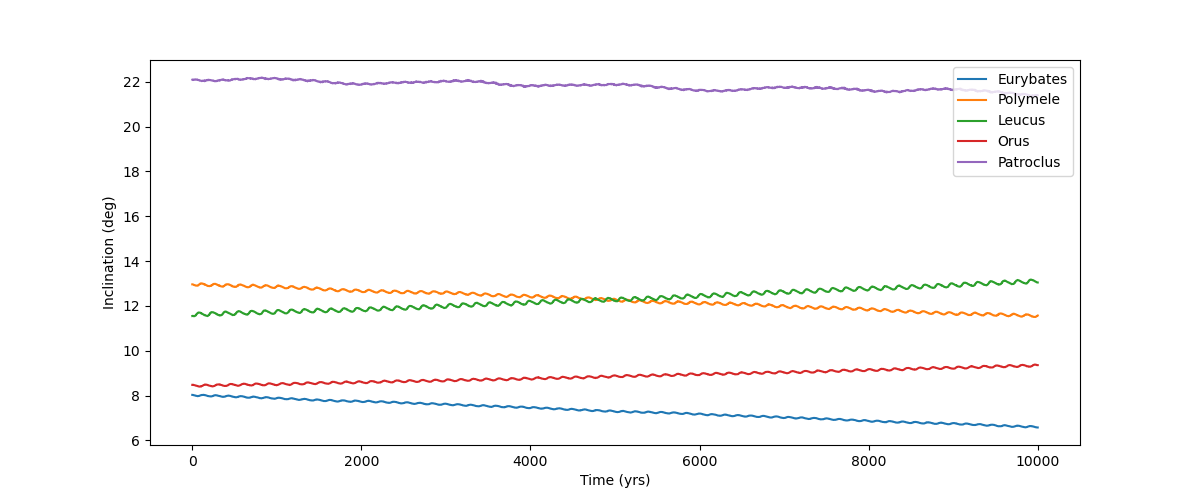 22
20
18
16
14
12
10
8
6
Inclination (deg)
0
2000
4000
6000
8000
10000
Time (yrs)
Eurybates
Polymele
Leucus
Orus
Patroclus